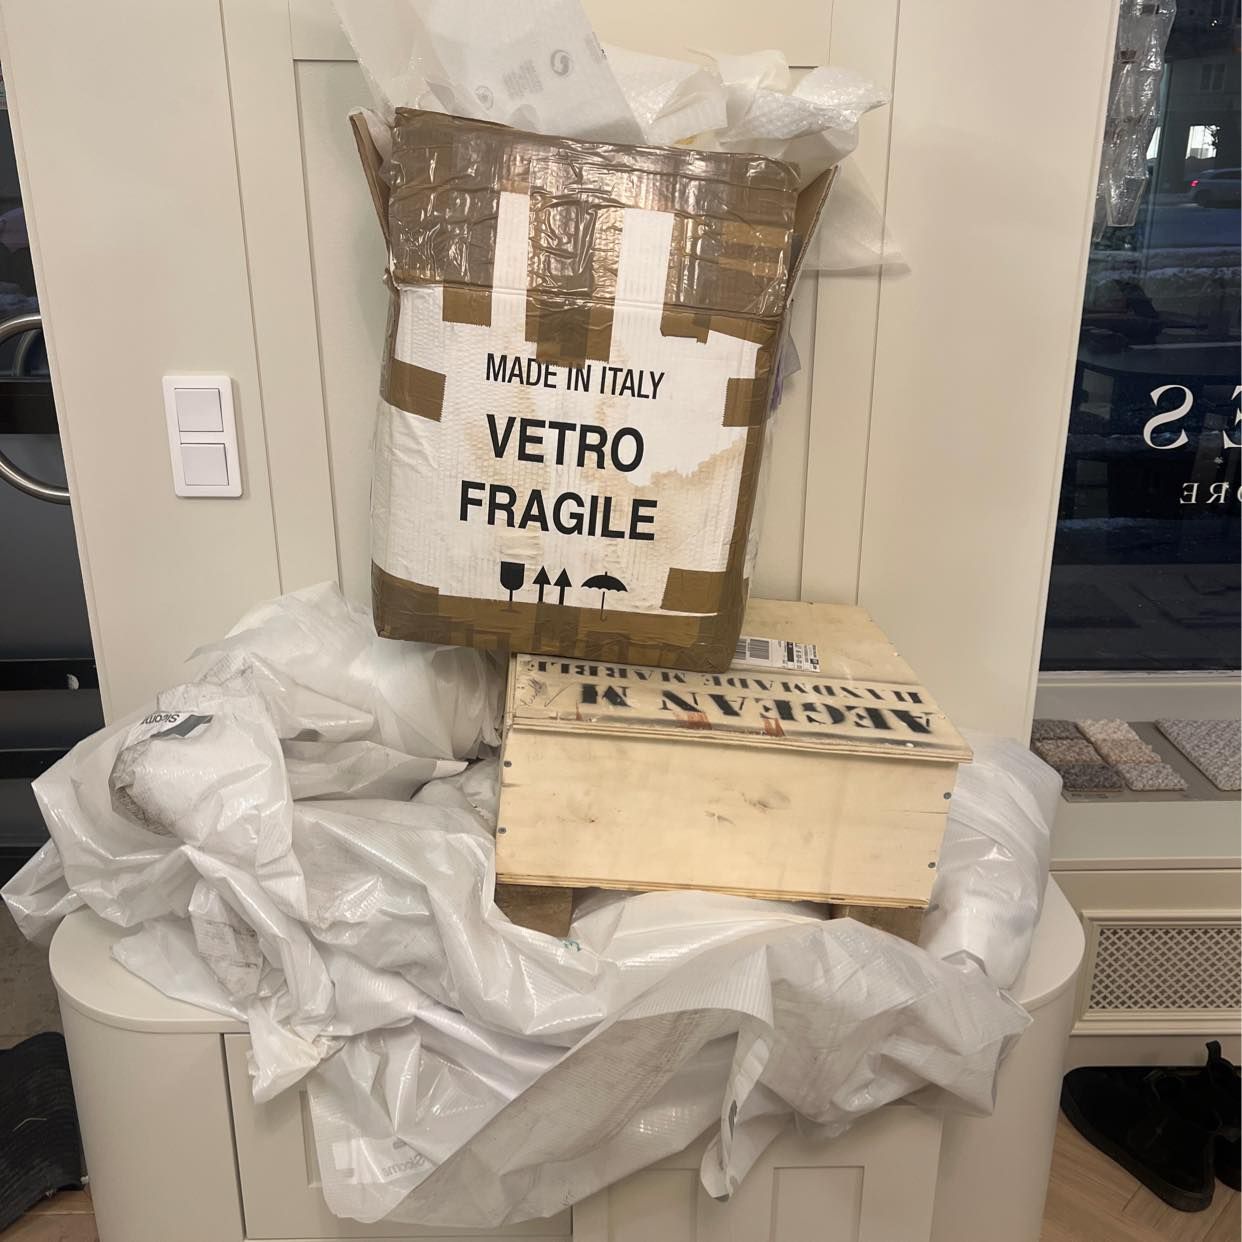 MADE IN ITALY
VETRO
FRAGILE
AEGEAN M
HANDMADE MARBLE